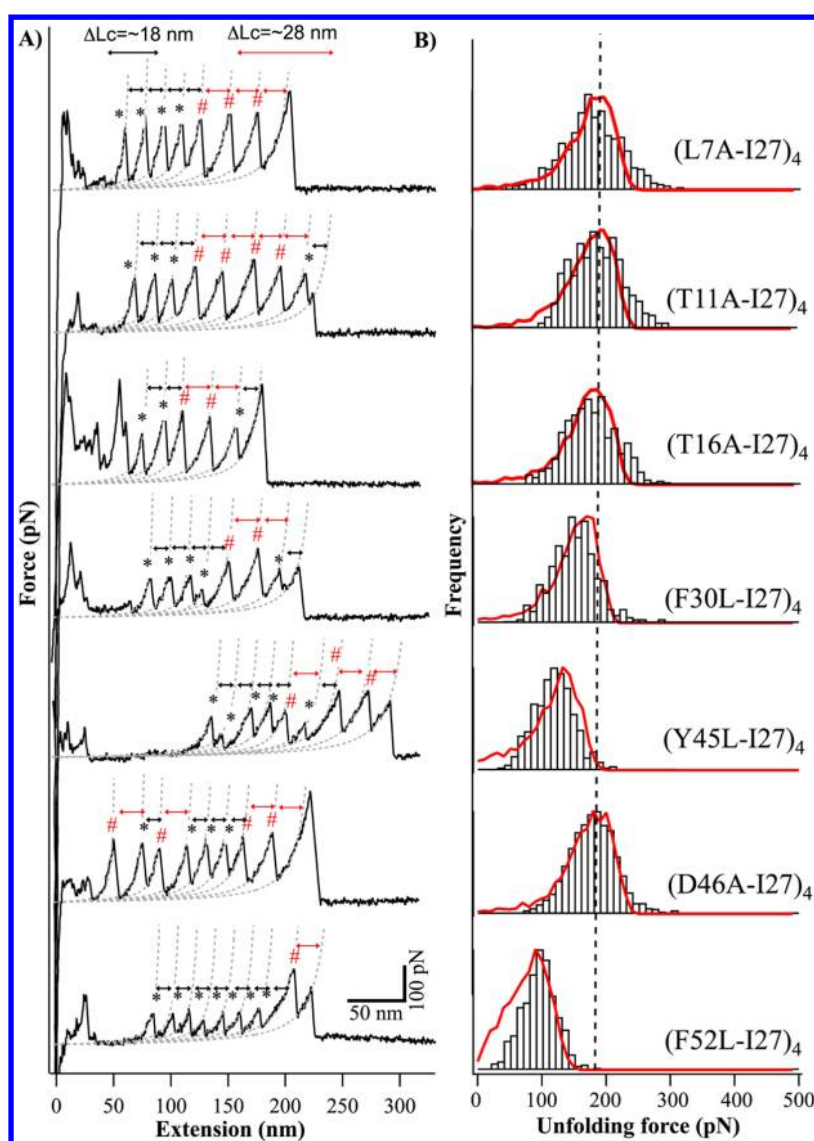 A)
ΔLc=~18 nm
ΔLc=~28 nm
B)
* * * * # # #
(L7A-I27)4
* * * # # # # *
(T11A-I27)4
* * # # *
(T16A-I27)4
* * * * # # *
(F30L-I27)4
* * * * # * # # #
(Y45L-I27)4
# * # * * * # #
(D46A-I27)4
* * * * * * * #
(F52L-I27)4
Force (pN)
Frequency
100 pN
50 nm
0 50 100 150 200 250 300
Extension (nm)
0 100 200 300 400 500
Unfolding force (pN)